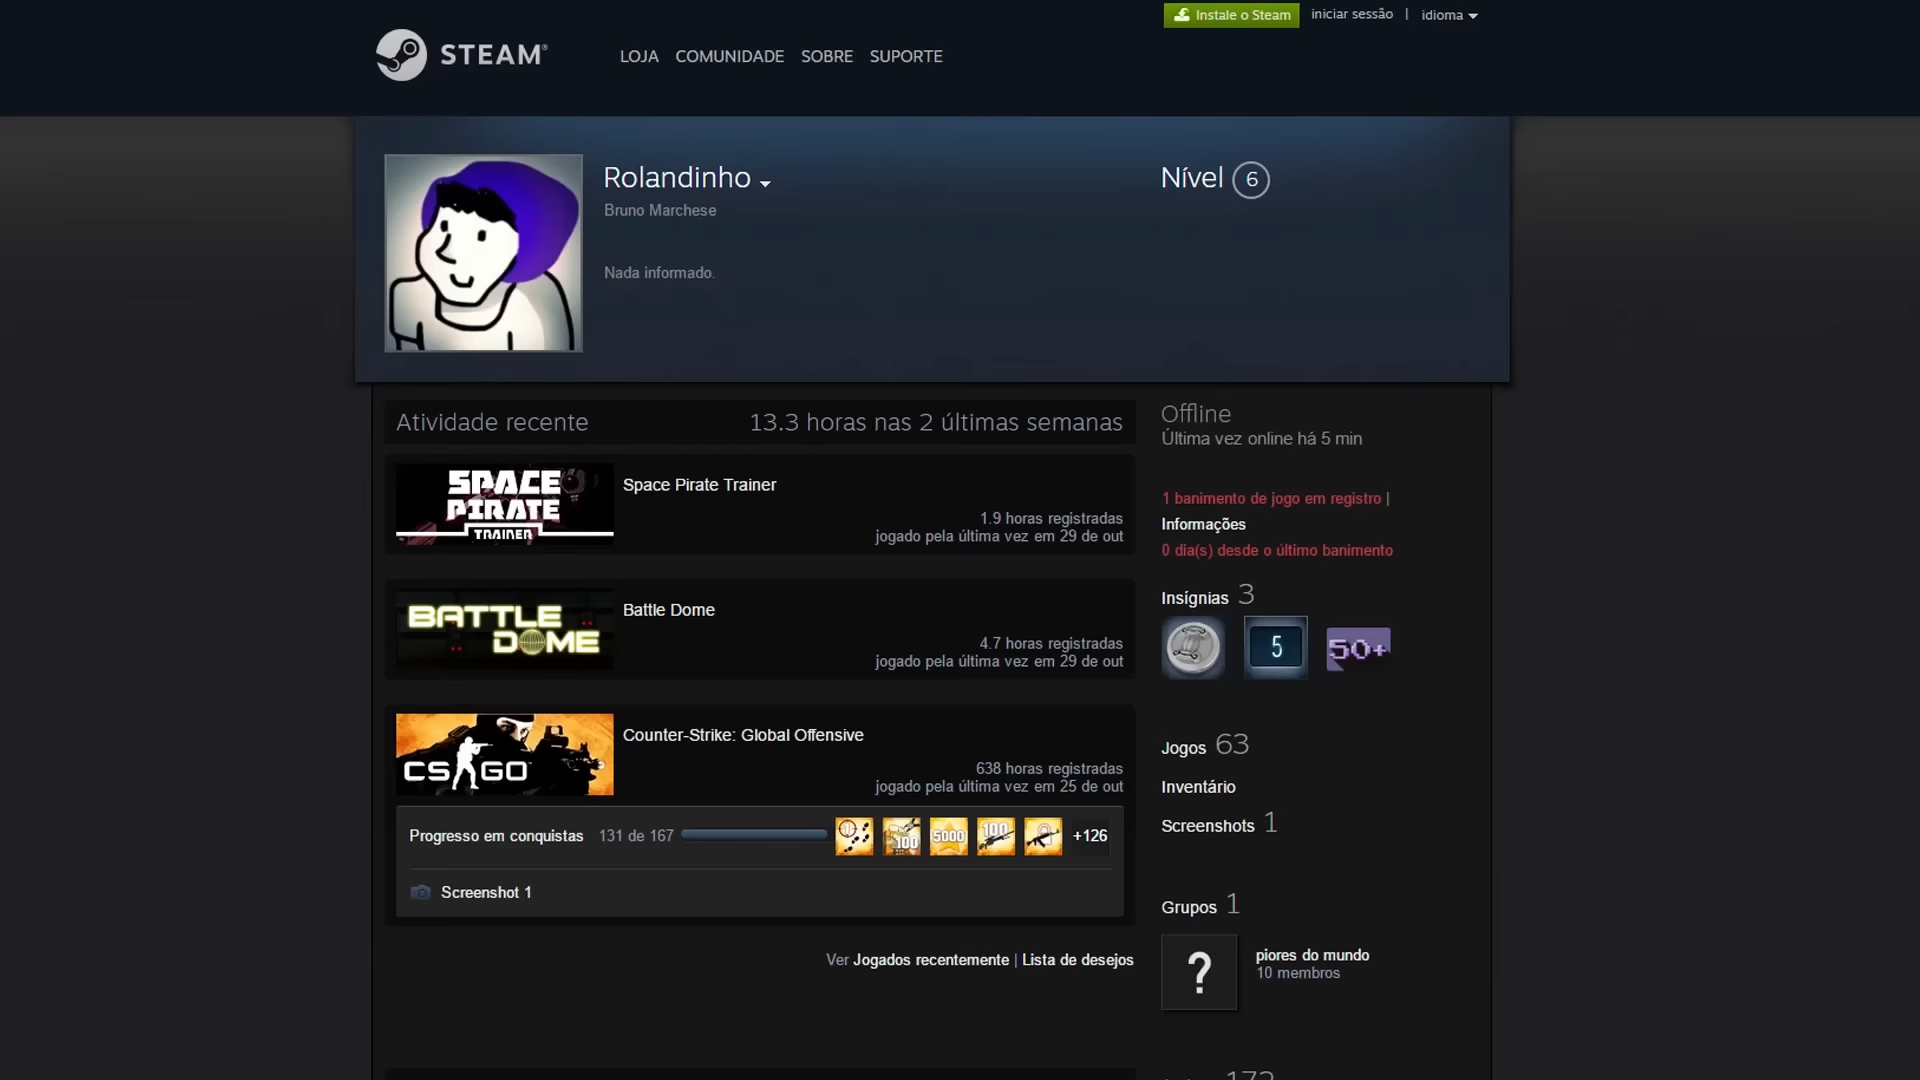 Instale o Steam
iniciar sessão | idioma
STEAM®
LOJA COMUNIDADE SOBRE SUPORTE
Rolandinho
Bruno Marchese
Nada informado.
Nível 6
Atividade recente 13.3 horas nas 2 últimas semanas
SPACE PIRATE TRAINER
Space Pirate Trainer
1.9 horas registradas
jogado pela última vez em 29 de out
BATTLE DOME
Battle Dome
4.7 horas registradas
jogado pela última vez em 29 de out
CS GO
Counter-Strike: Global Offensive
638 horas registradas
jogado pela última vez em 25 de out
Progresso em conquistas 131 de 167 100 5000 100 +126
Screenshot 1
Ver Jogados recentemente | Lista de desejos
Offline
Última vez online há 5 min
1 banimento de jogo em registro |
Informações
0 dia(s) desde o último banimento
Insígnias 3
5 50+
Jogos 63
Inventário
Screenshots 1
Grupos 1
?
piores do mundo
10 membros